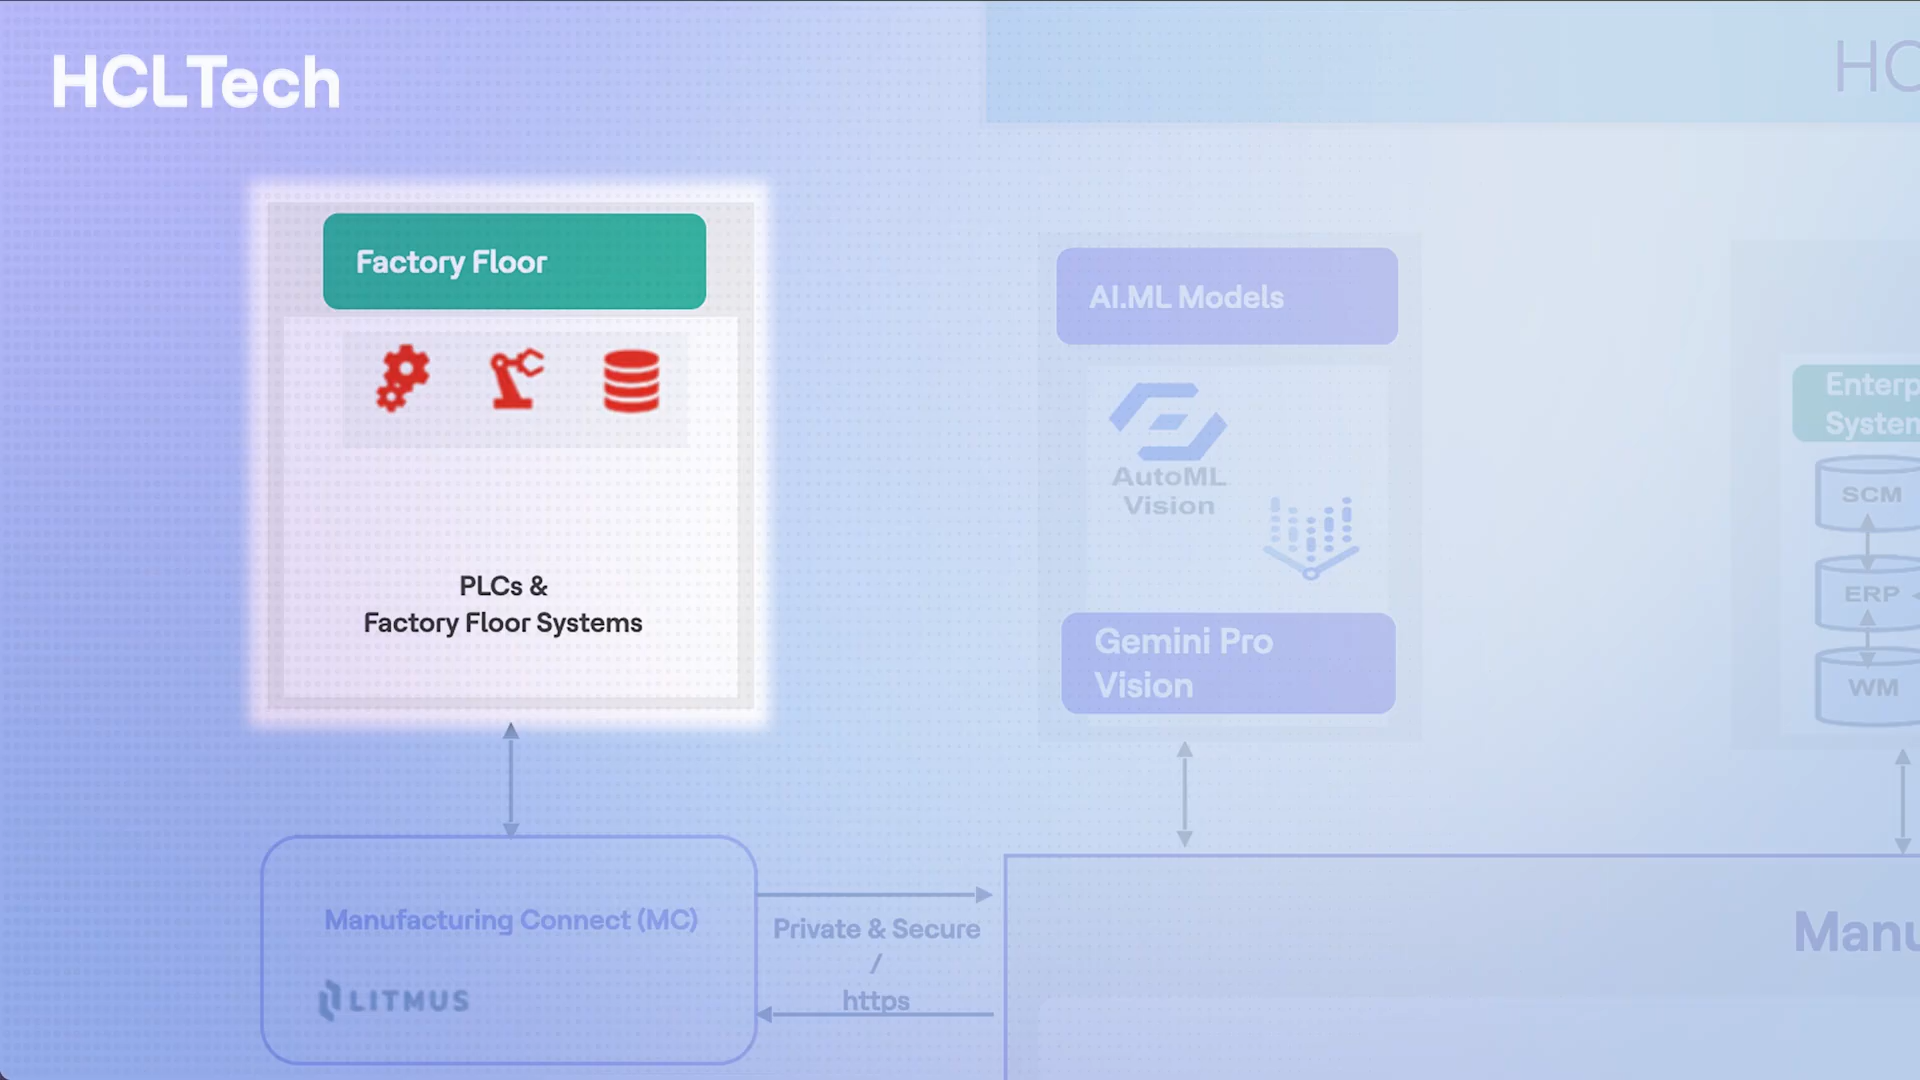 HCLTech
HC
Factory Floor
PLCs &
Factory Floor Systems
AI.ML Models
AutoML
Vision
Gemini Pro
Vision
Enterp
System
SCM
ERP
WM
Manufacturing Connect (MC)
LITMUS
Private & Secure
/
https
Manu